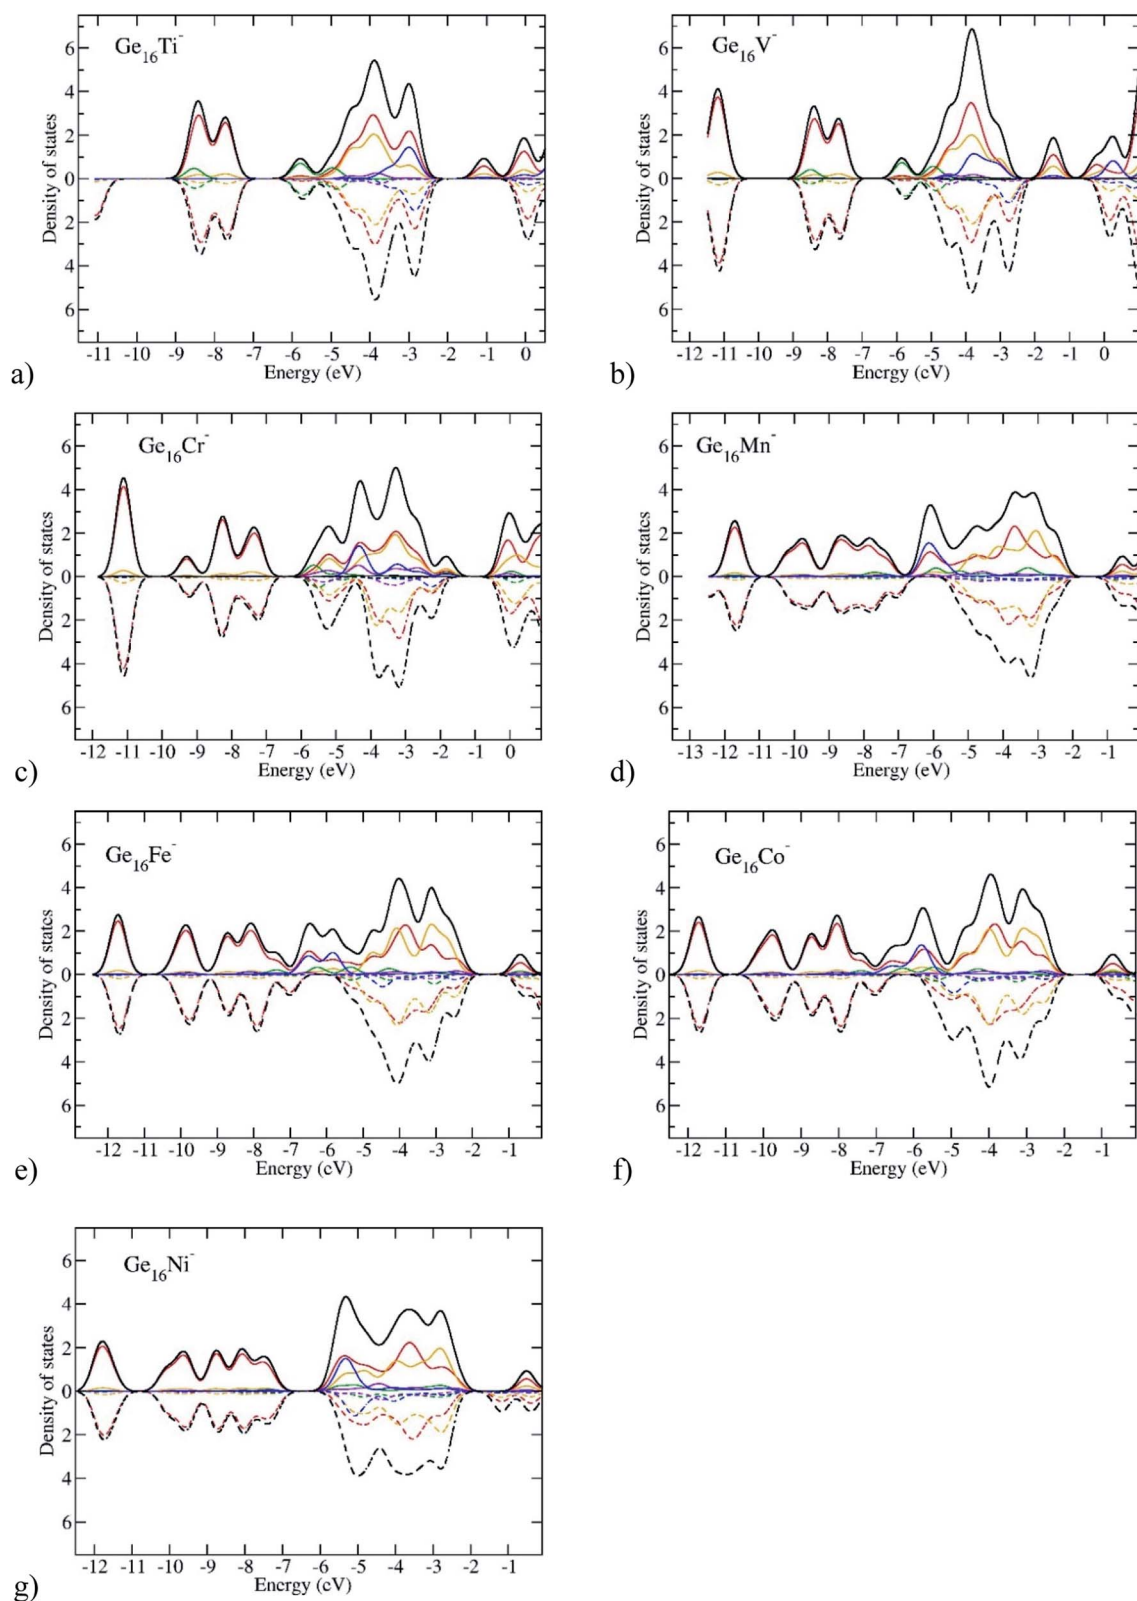 Ge16Ti-
6
4
2
0
2
4
6
Density of states
-11 -10 -9 -8 -7 -6 -5 -4 -3 -2 -1 0
Energy (eV)
a)
Ge16V-
6
4
2
0
2
4
6
Density of states
-12 -11 -10 -9 -8 -7 -6 -5 -4 -3 -2 -1 0
Energy (eV)
b)
Ge16Cr-
6
4
2
0
2
4
6
Density of states
-12 -11 -10 -9 -8 -7 -6 -5 -4 -3 -2 -1 0
Energy (eV)
c)
Ge16Mn-
6
4
2
0
2
4
6
Density of states
-13 -12 -11 -10 -9 -8 -7 -6 -5 -4 -3 -2 -1
Energy (eV)
d)
Ge16Fe-
6
4
2
0
2
4
6
Density of states
-12 -11 -10 -9 -8 -7 -6 -5 -4 -3 -2 -1
Energy (eV)
e)
Ge16Co-
6
4
2
0
2
4
6
Density of states
-12 -11 -10 -9 -8 -7 -6 -5 -4 -3 -2 -1
Energy (eV)
f)
Ge16Ni-
6
4
2
0
2
4
6
Density of states
-12 -11 -10 -9 -8 -7 -6 -5 -4 -3 -2 -1
Energy (eV)
g)